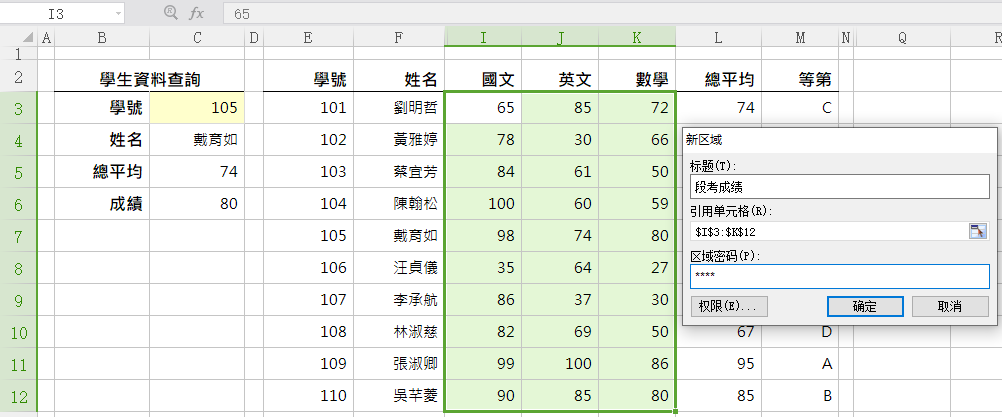 I3 fx 65
A B C D E F I J K L M N Q R
1
2 學生資料查詢 學號 姓名 國文 英文 數學 總平均 等第
3 學號 105 101 劉明哲 65 85 72 74 C
4 姓名 戴育如 102 黃雅婷 78 30 66
5 總平均 74 103 蔡宜芳 84 61 50
6 成績 80 104 陳翰松 100 60 59
7 105 戴育如 98 74 80
8 106 汪貞儀 35 64 27
9 107 李承航 86 37 30
10 108 林淑慈 82 69 50 67 D
11 109 張淑卿 99 100 86 95 A
12 110 吳芊菱 90 85 80 85 B
新区域
标题(T):
段考成绩
引用单元格(R):
$I$3:$K$12
区域密码(P):
****
权限(E)... 确定 取消